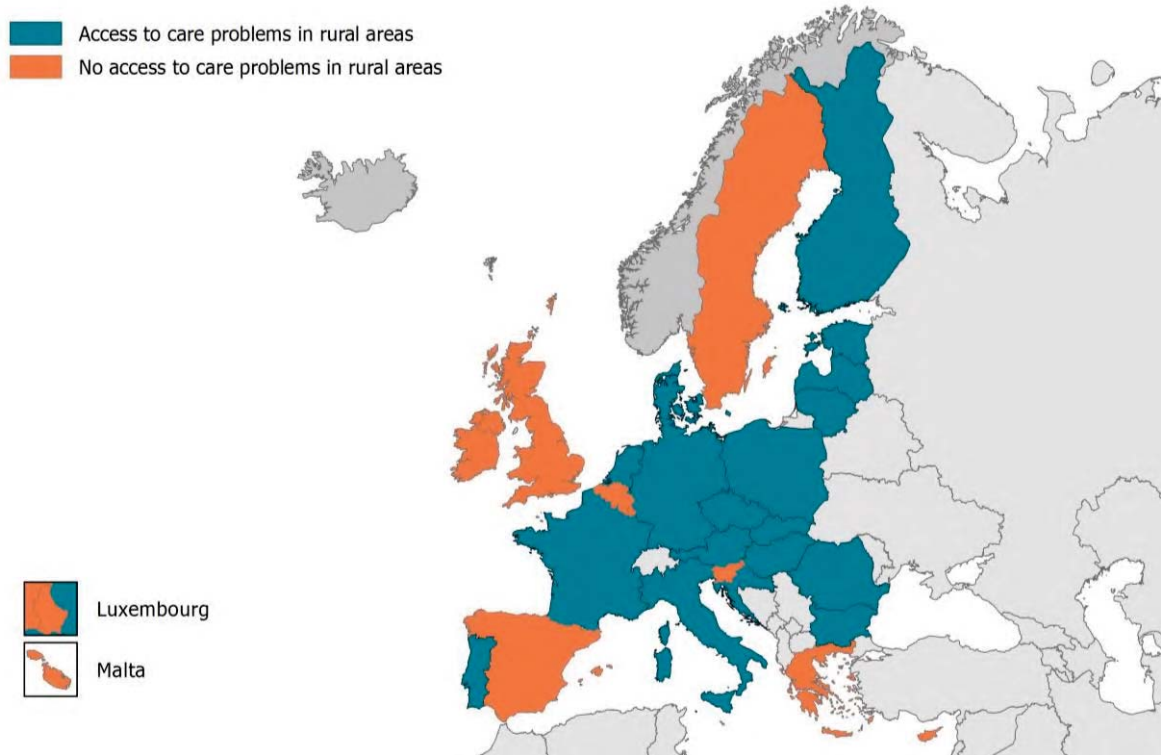 Access to care problems in rural areas
No access to care problems in rural areas
Luxembourg
Malta